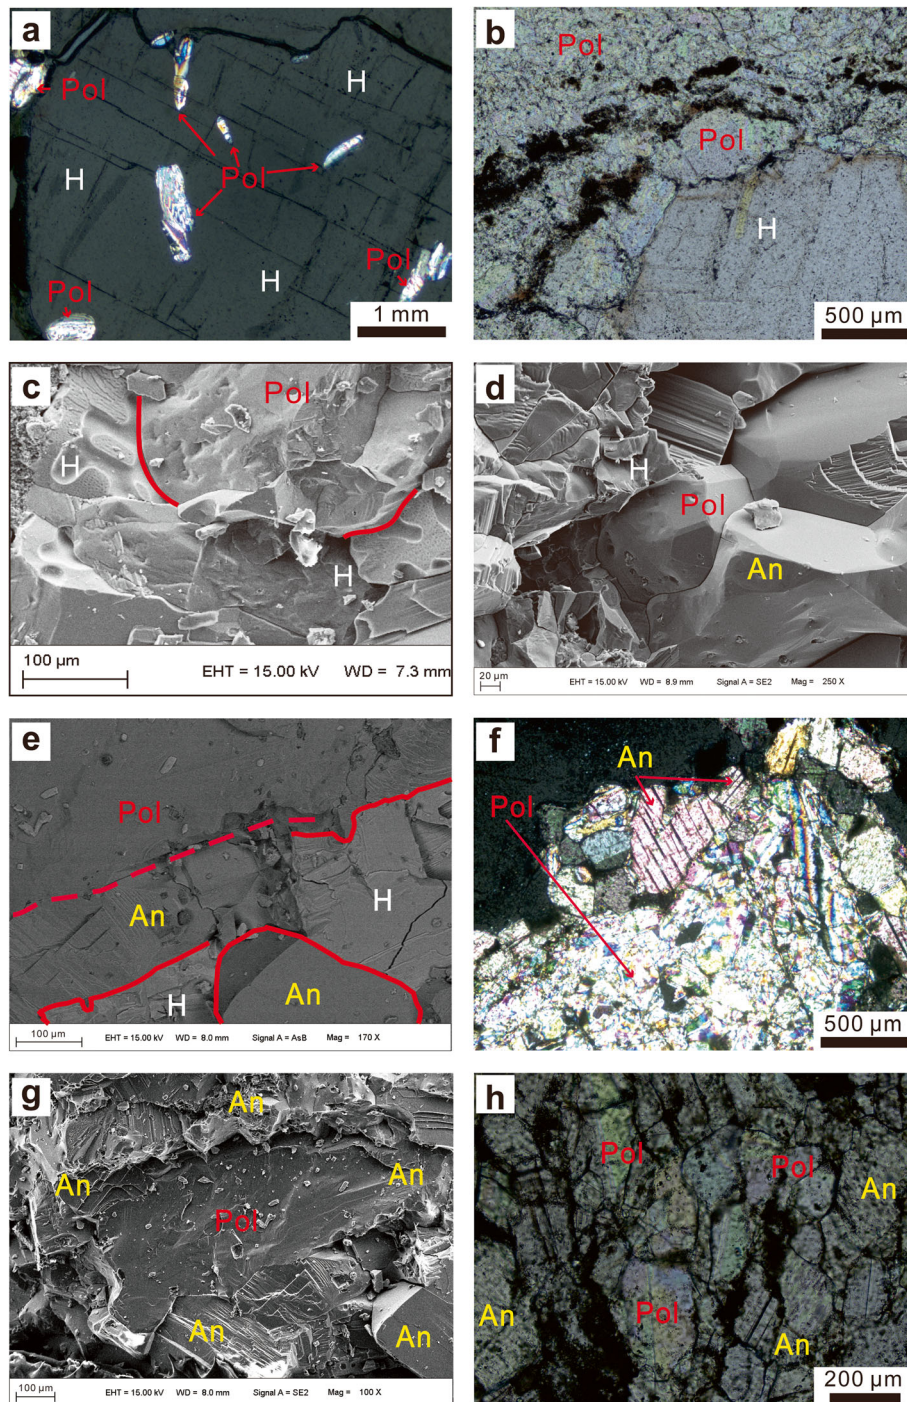 a
H
Pol
H
Pol
H
Pol
Pol
1 mm
b
Pol
Pol
H
500 µm
c
Pol
H
H
100 µm
EHT = 15.00 kV WD = 7.3 mm
d
H
Pol
An
20 µm
EHT = 15.00 kV WD = 8.9 mm Signal A = SE2 Mag = 250 X
e
Pol
An
H
H
An
100 µm
EHT = 15.00 kV WD = 8.0 mm Signal A = AsB Mag = 170 X
f
An
Pol
500 µm
g
An
An
An
Pol
An
An
100 µm
EHT = 15.00 kV WD = 8.0 mm Signal A = SE2 Mag = 100 X
h
Pol
Pol
An
An
Pol
An
200 µm